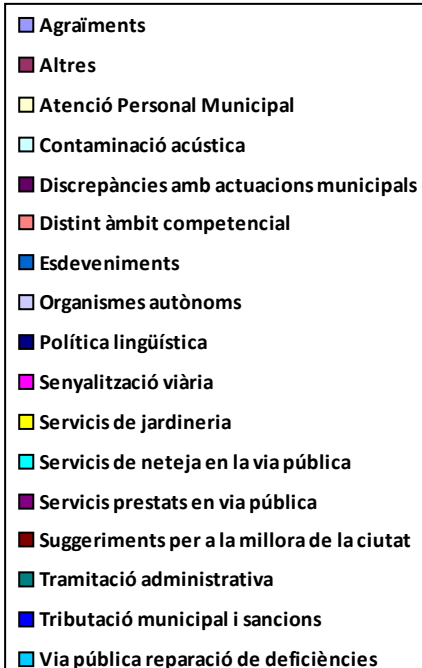 Agraïments
Altres
Atenció Personal Municipal
Contaminació acústica
Discrepàncies amb actuacions municipals
Distint àmbit competencial
Esdeveniments
Organismes autònoms
Política lingüística
Senyalització viària
Servicis de jardineria
Servicis de neteja en la via pública
Servicis prestats en via pública
Suggeriments per a la millora de la ciutat
Tramitació administrativa
Tributació municipal i sancions
Via pública reparació de deficiències